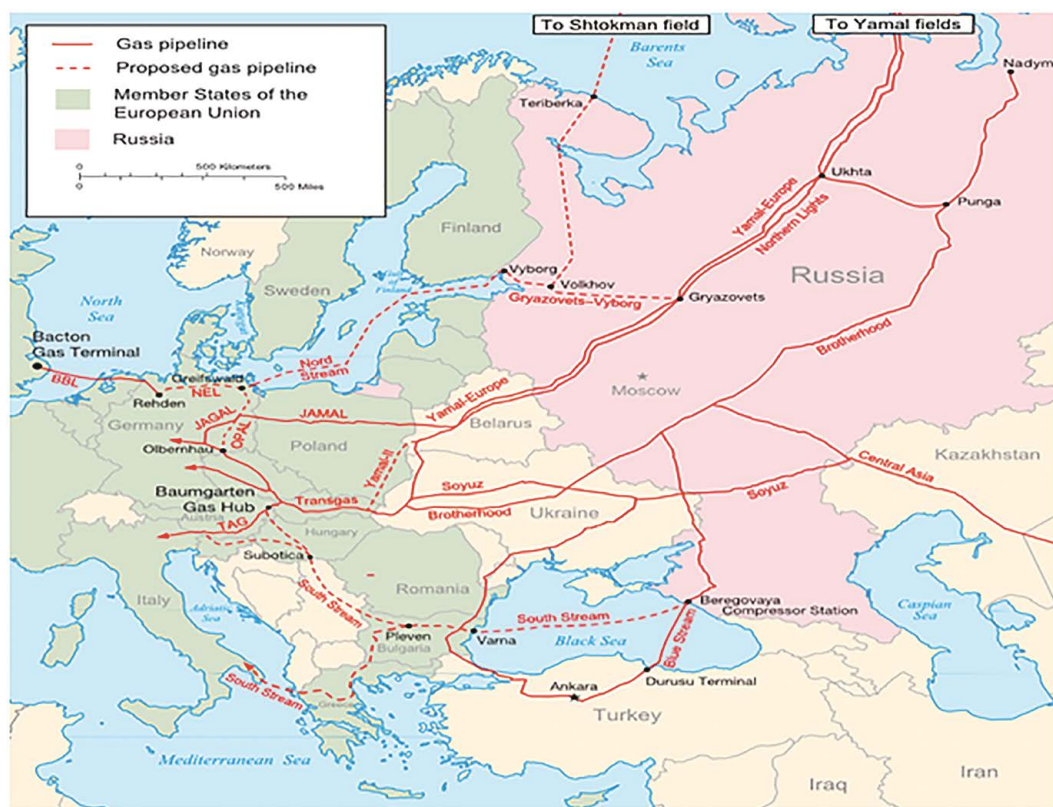 To Shtokman field
To Yamal fields
Gas pipeline
Proposed gas pipeline
Member States of the
European Union
Russia
0 500 Kilometers
0 500 Miles
Barents
Sea
Nadym
Teriberka
Ukhta
Punga
Yamal-Europe
Northern Lights
Finland
Norway
Sweden
Russia
Vyborg
Gulf
of
Finland
Volkhov
Gryazovets–Vyborg
Gryazovets
North
Sea
Bacton
Gas Terminal
BBL
Rehden
NEL
Greifswald
Nord
Stream
Brotherhood
Moscow
Yamal-Europe
JAMAL
JAGAL
OPAL
Germany
Olbernhau
Poland
Belarus
Yamal-II
Kazakhstan
Central Asia
Soyuz
Soyuz
Baumgarten
Gas Hub
Transgas
Brotherhood
Ukraine
Austria
TAG
Hungary
Subotica
Romania
Italy
Adriatic
Sea
South Stream
Pleven
Bulgaria
Varna
South Stream
Black Sea
Beregovaya
Compressor Station
Blue Stream
Caspian
Sea
South Stream
Greece
Ankara
Durusu Terminal
Turkey
Mediterranean Sea
Iraq
Iran